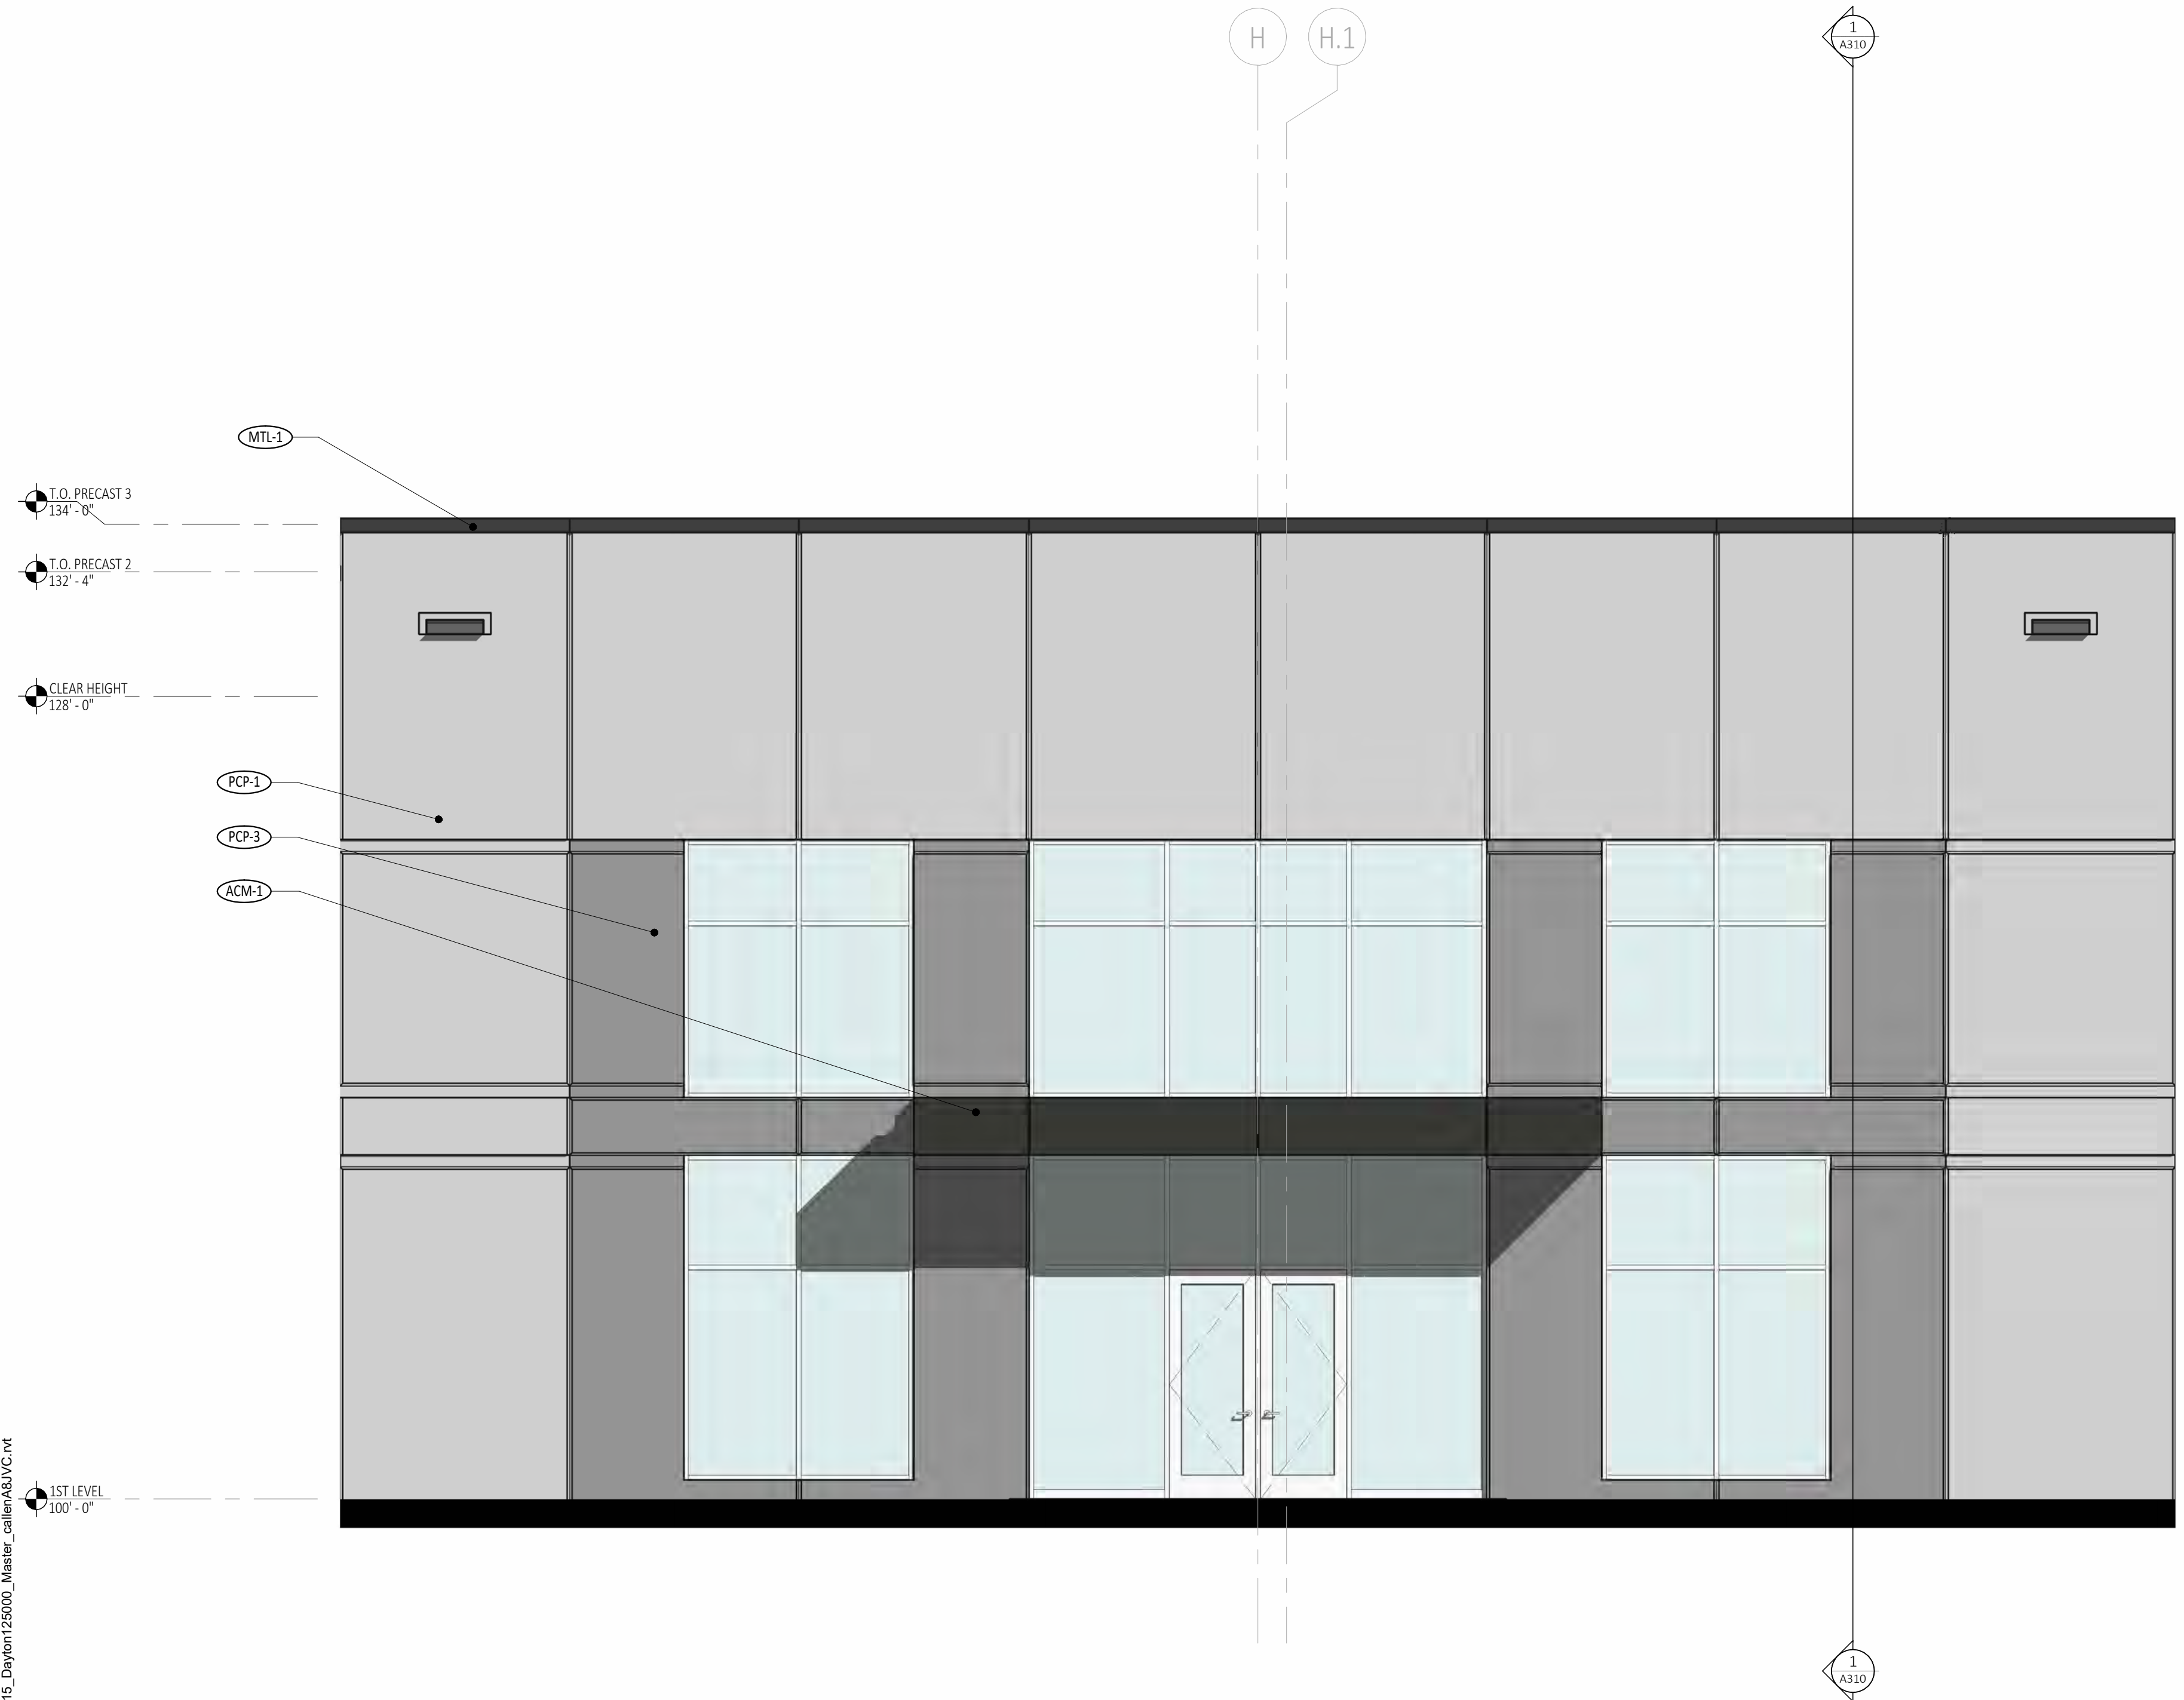 H
H.1
1
A310
MTL-1
T.O. PRECAST 3
134' - 0"
T.O. PRECAST 2
132' - 4"
CLEAR HEIGHT
128' - 0"
PCP-1
PCP-3
ACM-1
1ST LEVEL
100' - 0"
15_Dayton125000_Master_callenA8JVC.rvt
1
A310